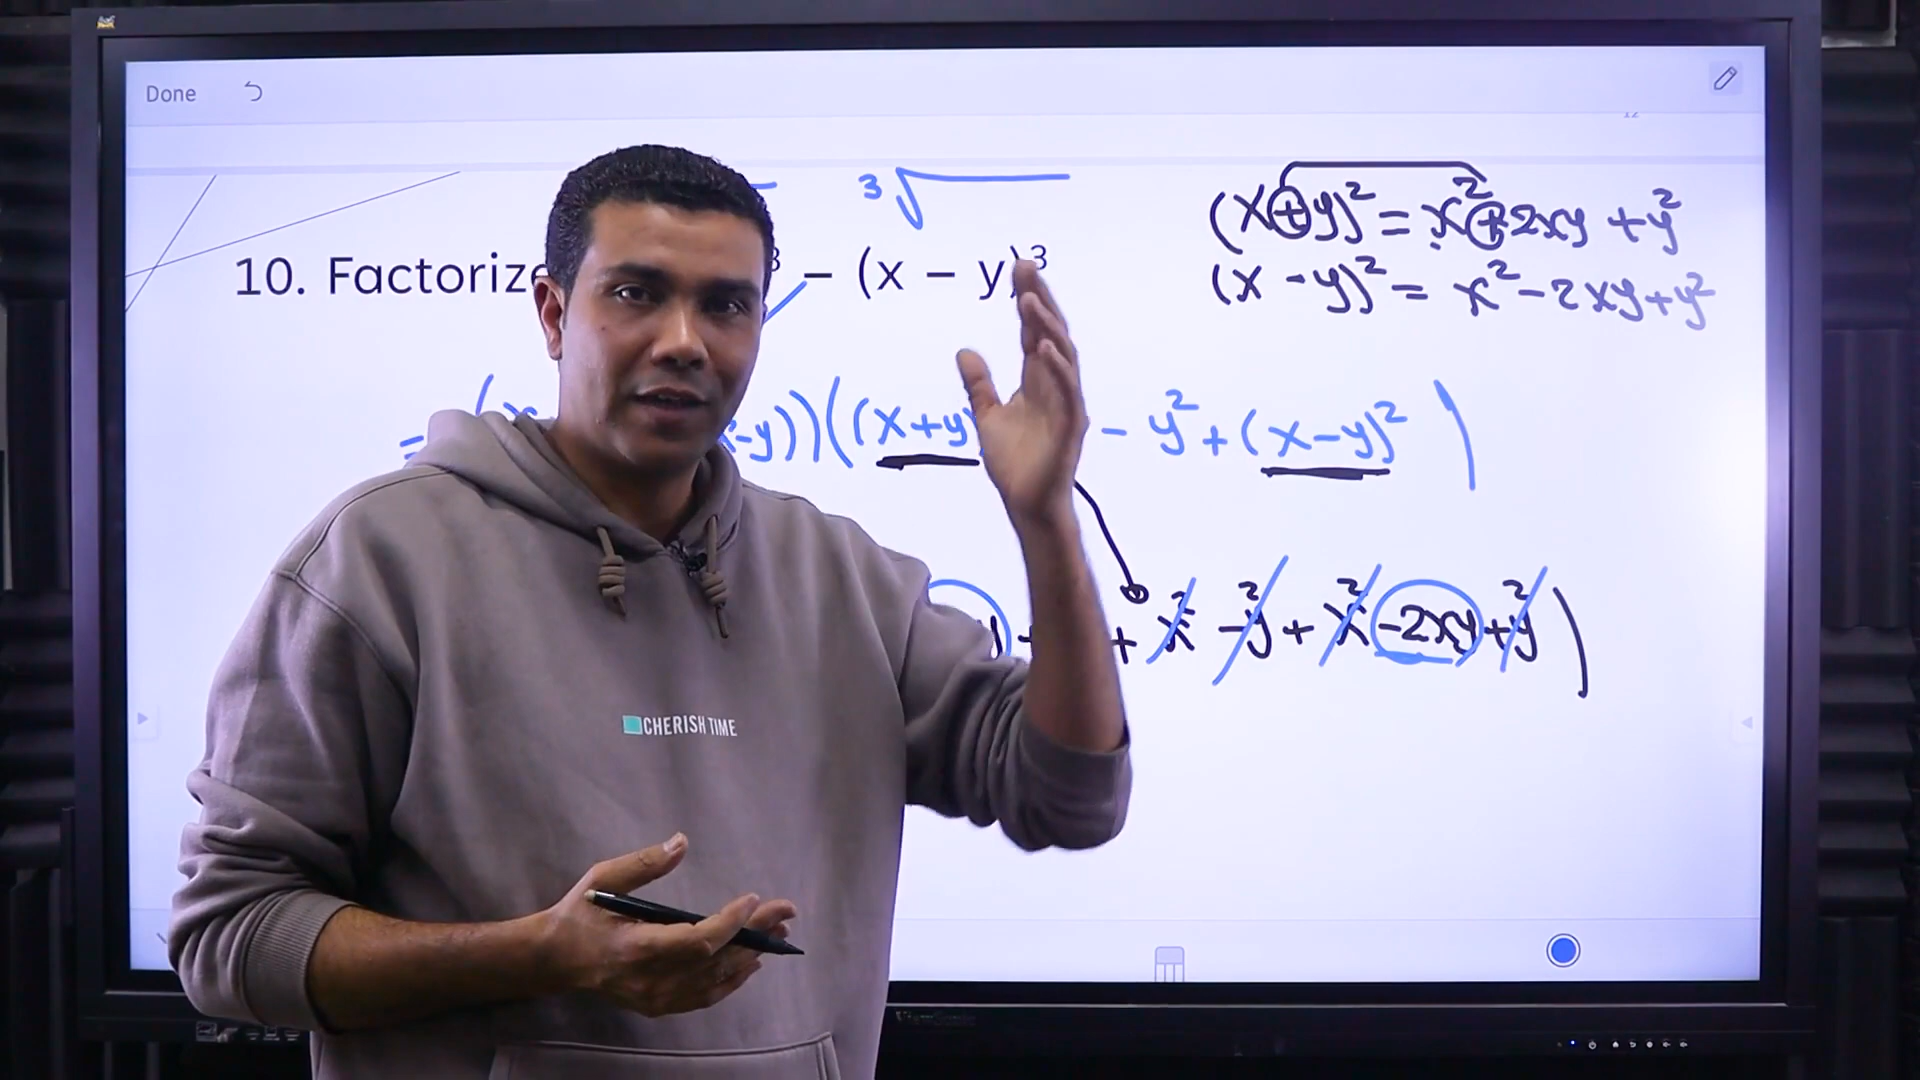 Done
3√
(x+y)² = x²+2xy+y²
10. Factorize ³ – (x – y)³
(x-y)² = x²-2xy+y²
= (x -y))((x+y) - y²+(x-y)² )
y + + x² -y²+ x² -2xy+y² )
CHERISH TIME